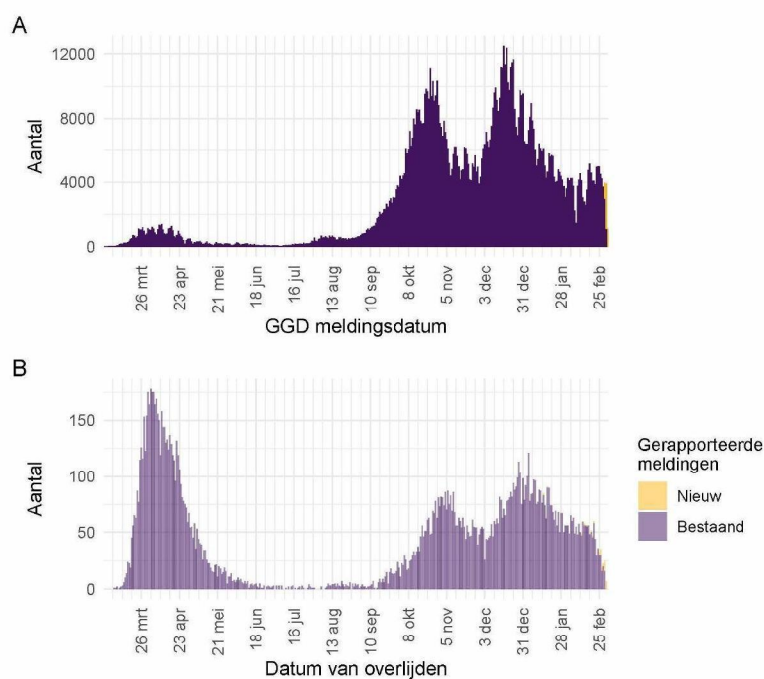 A
12000
8000
4000
0
Aantal
26 mrt
23 apr
21 mei
18 jun
16 jul
13 aug
10 sep
8 okt
5 nov
3 dec
31 dec
28 jan
25 feb
GGD meldingsdatum
B
150
100
50
0
Aantal
26 mrt
23 apr
21 mei
18 jun
16 jul
13 aug
10 sep
8 okt
5 nov
3 dec
31 dec
28 jan
25 feb
Datum van overlijden
Gerapporteerde
meldingen
Nieuw
Bestaand